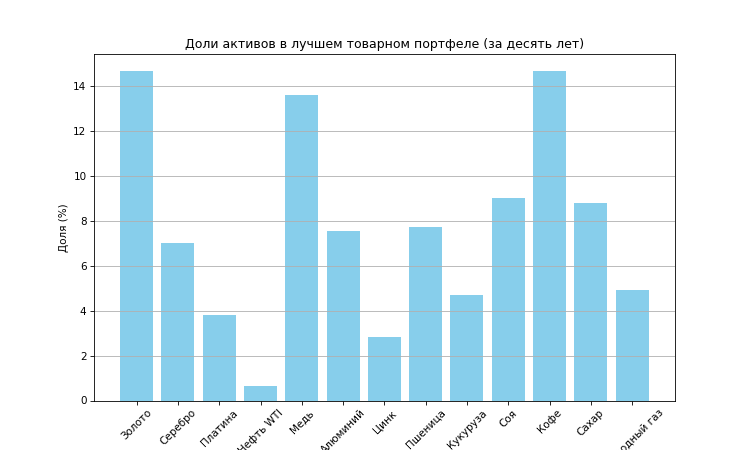 Доли активов в лучшем товарном портфеле (за десять лет)
Доля (%)
14
12
10
8
6
4
2
0
Золото
Серебро
Платина
Нефть WTI
Медь
Алюминий
Цинк
Пшеница
Кукуруза
Соя
Кофе
Сахар
газ